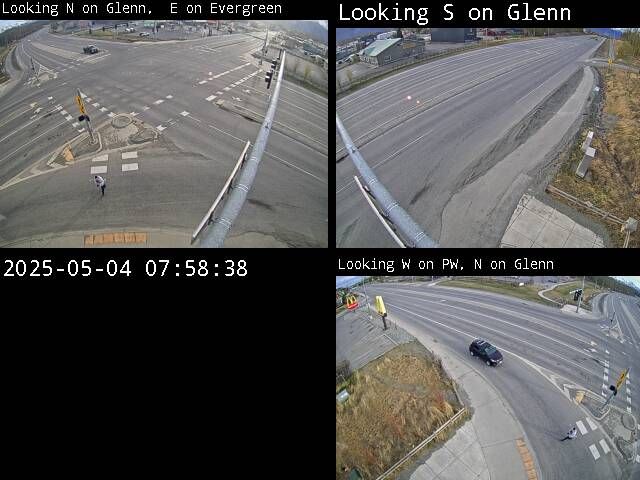 Looking N on Glenn,  E on Evergreen
Looking S on Glenn
2025-05-04 07:58:38
Looking W on PW, N on Glenn